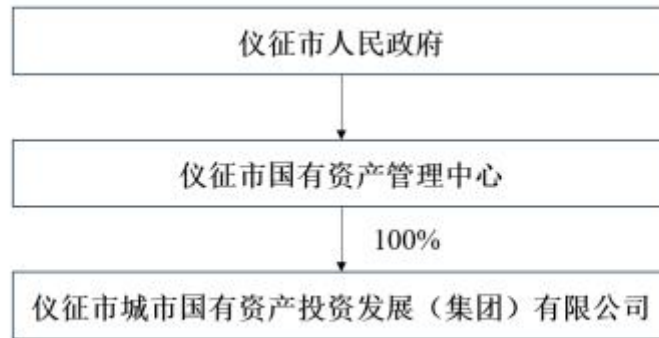 仪征市人民政府
仪征市国有资产管理中心
100%
仪征市城市国有资产投资发展（集团）有限公司